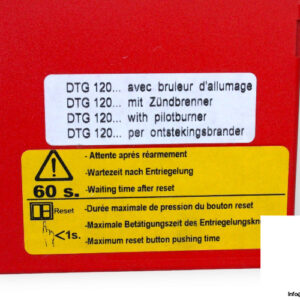 DTG 120... avec bruleur d'allumage
DTG 120... mit Zündbrenner
DTG 120... with pilotburner
DTG 120... per ontstekingsbrander
- Attente aprés réarmement
- Wartezeit nach Entriegelung
60 s. - Waiting time after reset
Reset - Durée maximale de pression du bouton reset
- Maximale Betätigungszeit des Entriegelungskn
<1s. - Maximum reset button pushing time